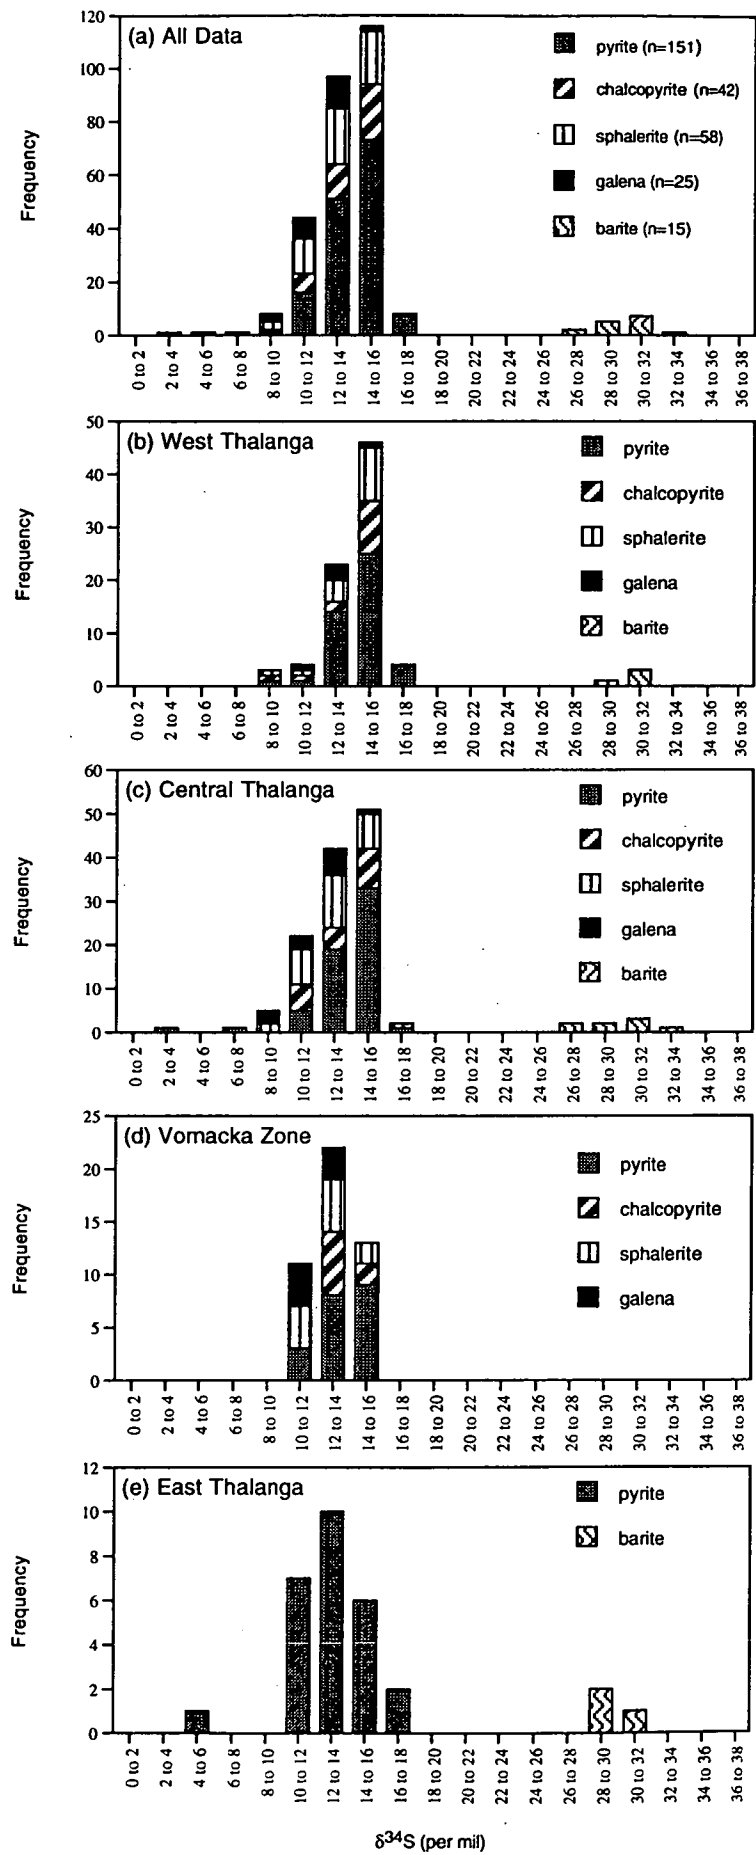 (a) All Data
pyrite (n=151)
chalcopyrite (n=42)
sphalerite (n=58)
galena (n=25)
barite (n=15)
Frequency
120
100
80
60
40
20
0
0 to 2
2 to 4
4 to 6
6 to 8
8 to 10
10 to 12
12 to 14
14 to 16
16 to 18
18 to 20
20 to 22
22 to 24
24 to 26
26 to 28
28 to 30
30 to 32
32 to 34
34 to 36
36 to 38
(b) West Thalanga
pyrite
chalcopyrite
sphalerite
galena
barite
Frequency
50
40
30
20
10
0
0 to 2
2 to 4
4 to 6
6 to 8
8 to 10
10 to 12
12 to 14
14 to 16
16 to 18
18 to 20
20 to 22
22 to 24
24 to 26
26 to 28
28 to 30
30 to 32
32 to 34
34 to 36
36 to 38
(c) Central Thalanga
pyrite
chalcopyrite
sphalerite
galena
barite
Frequency
60
50
40
30
20
10
0
0 to 2
2 to 4
4 to 6
6 to 8
8 to 10
10 to 12
12 to 14
14 to 16
16 to 18
18 to 20
20 to 22
22 to 24
24 to 26
26 to 28
28 to 30
30 to 32
32 to 34
34 to 36
36 to 38
(d) Vomacka Zone
pyrite
chalcopyrite
sphalerite
galena
Frequency
25
20
15
10
5
0
0 to 2
2 to 4
4 to 6
6 to 8
8 to 10
10 to 12
12 to 14
14 to 16
16 to 18
18 to 20
20 to 22
22 to 24
24 to 26
26 to 28
28 to 30
30 to 32
32 to 34
34 to 36
36 to 38
(e) East Thalanga
pyrite
barite
Frequency
12
10
8
6
4
2
0
0 to 2
2 to 4
4 to 6
6 to 8
8 to 10
10 to 12
12 to 14
14 to 16
16 to 18
18 to 20
20 to 22
22 to 24
24 to 26
26 to 28
28 to 30
30 to 32
32 to 34
34 to 36
36 to 38
δ³⁴S (per mil)